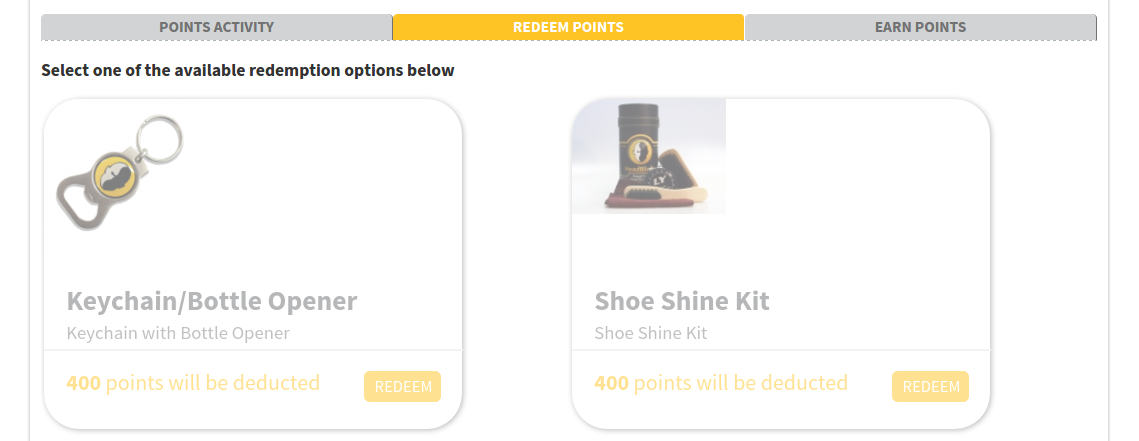 POINTS ACTIVITY
REDEEM POINTS
EARN POINTS
Select one of the available redemption options below
Keychain/Bottle Opener
Keychain with Bottle Opener
400 points will be deducted
REDEEM
Shoe Shine Kit
Shoe Shine Kit
400 points will be deducted
REDEEM